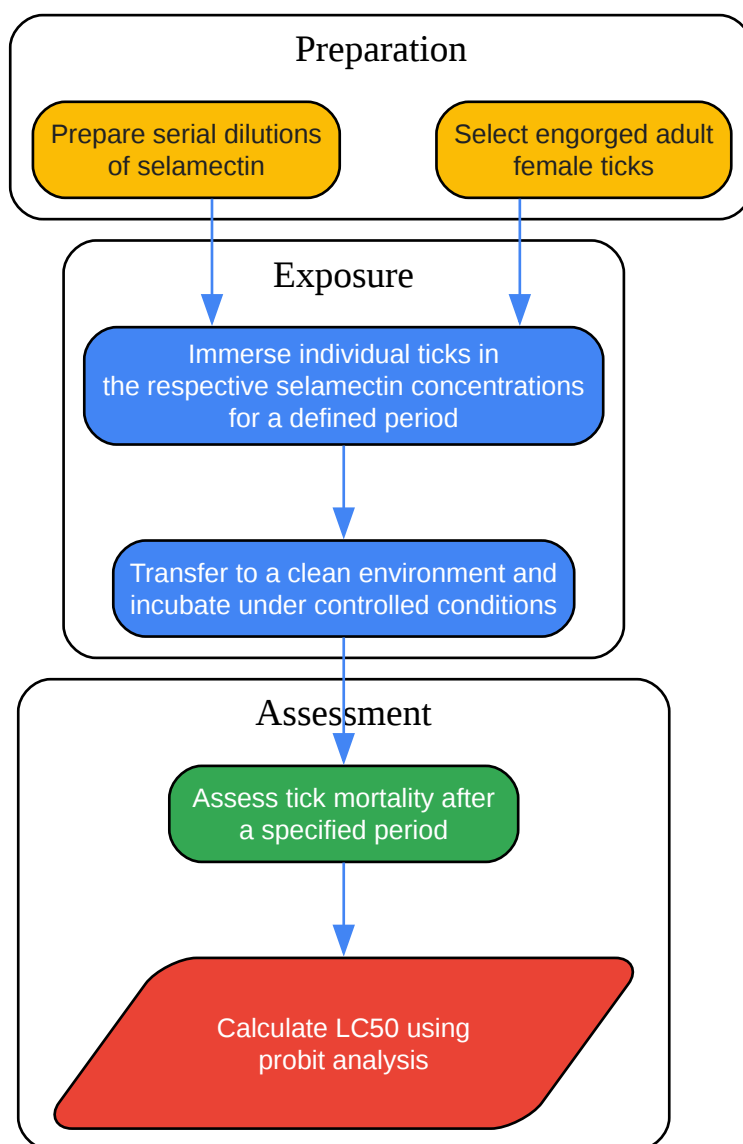 Preparation
Prepare serial dilutions
of selamectin
Select engorged adult
female ticks
Exposure
Immerse individual ticks in
the respective selamectin concentrations
for a defined period
Transfer to a clean environment and
incubate under controlled conditions
Assessment
Assess tick mortality after
a specified period
Calculate LC50 using
probit analysis